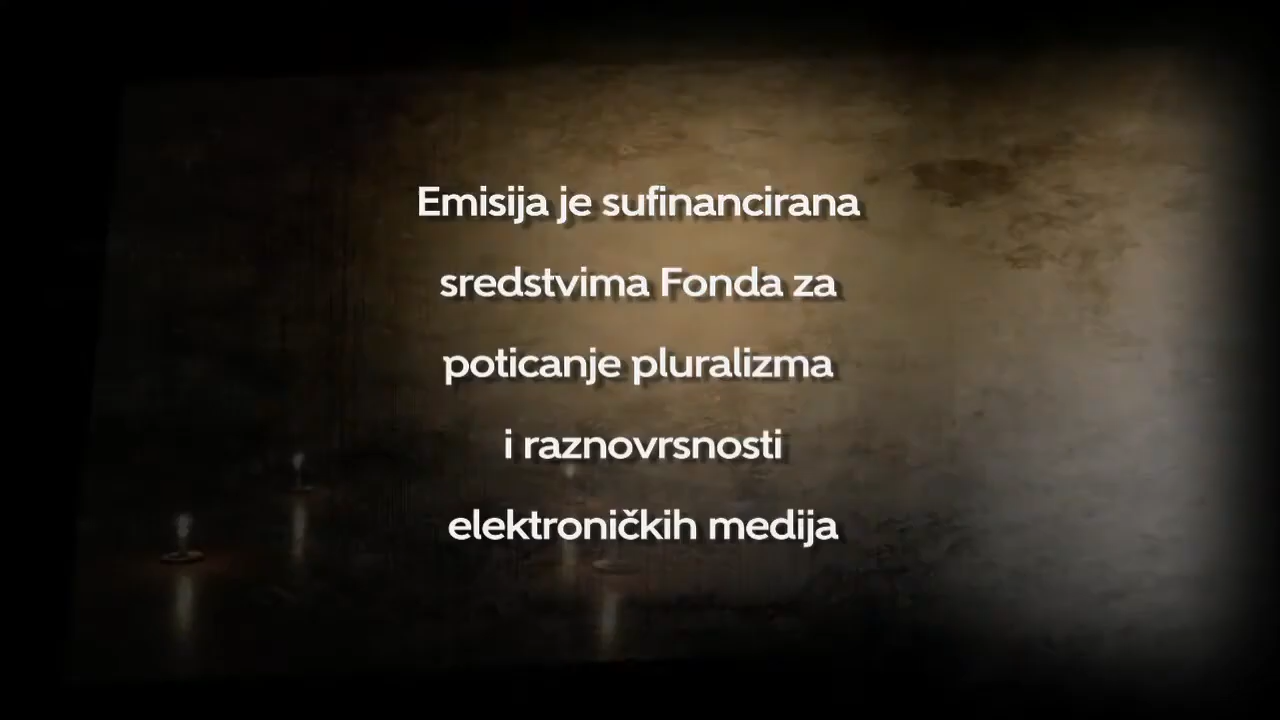 Emisija je sufinancirana
sredstvima Fonda za
poticanje pluralizma
i raznovrsnosti
elektroničkih medija